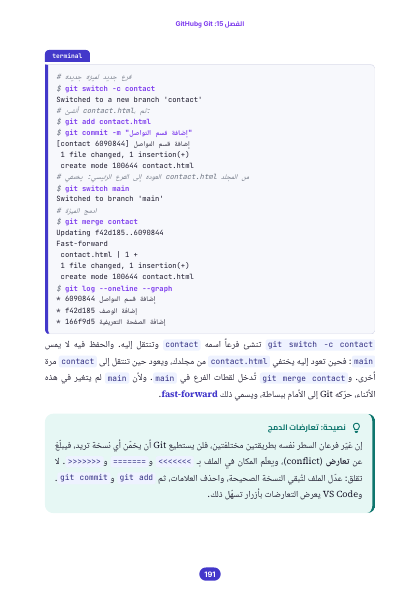 الفصل 15: Git وGitHub
terminal
# فرع جديد لميزة جديدة
$ git switch -c contact
Switched to a new branch 'contact'
# أنشئ contact.html، ثم:
$ git add contact.html
$ git commit -m "إضافة قسم التواصل"
[contact 6090844] إضافة قسم التواصل
1 file changed, 1 insertion(+)
create mode 100644 contact.html
# العودة إلى الفرع الرئيسي: يختفي contact.html من المجلد
$ git switch main
Switched to branch 'main'
# ادمج الميزة
$ git merge contact
Updating f42d185..6090844
Fast-forward
contact.html | 1 +
1 file changed, 1 insertion(+)
create mode 100644 contact.html
$ git log --oneline --graph
* 6090844 إضافة قسم التواصل
* f42d185 إضافة الوصف
* 166f9d5 إضافة الصفحة التعريفية
git switch -c contact تنشئ فرعاً اسمه contact وتنتقل إليه. والحفظ فيه لا يمس
main : فحين تعود إليه يختفي contact.html من مجلدك، ويعود حين تنتقل إلى contact مرة
أخرى. و git merge contact تُدخل لقطات الفرع في main . ولأن main لم يتغير في هذه
الأثناء، حرّكه Git إلى الأمام ببساطة، ويسمي ذلك fast-forward.
نصيحة: تعارضات الدمج
إن غيّر فرعان السطر نفسه بطريقتين مختلفتين، فلن يستطيع Git أن يخمّن أي نسخة تريد، فيبلّغ
عن تعارض (conflict)، ويعلّم المكان في الملف بـ >>>>>>> و ======= و <<<<<<< . لا
تقلق: عدّل الملف لتُبقي النسخة الصحيحة، واحذف العلامات، ثم git add و git commit .
وVS Code يعرض التعارضات بأزرار تسهّل ذلك.
191